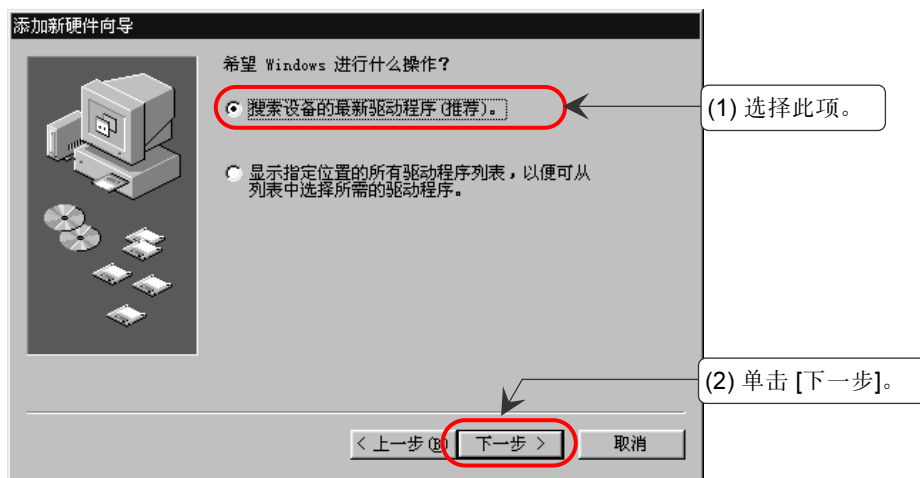 添加新硬件向导
希望 Windows 进行什么操作?
搜索设备的最新驱动程序(推荐)。
(1) 选择此项。
显示指定位置的所有驱动程序列表，以便可从
列表中选择所需的驱动程序。
(2) 单击 [下一步]。
< 上一步(B) 下一步 > 取消